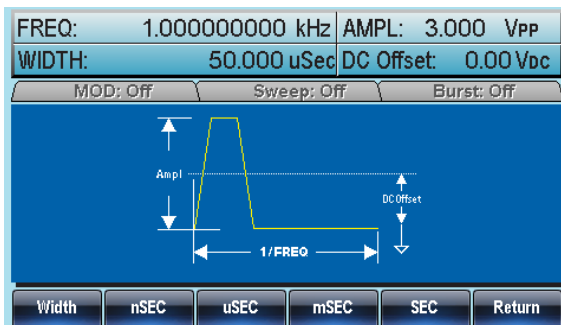 FREQ: 1.000000000 kHz AMPL: 3.000 VPP
WIDTH: 50.000 uSec DC Offset: 0.00 VDC
MOD: Off Sweep: Off Burst: Off
Ampl
DC Offset
1/FREQ
Width nSEC uSEC mSEC SEC Return